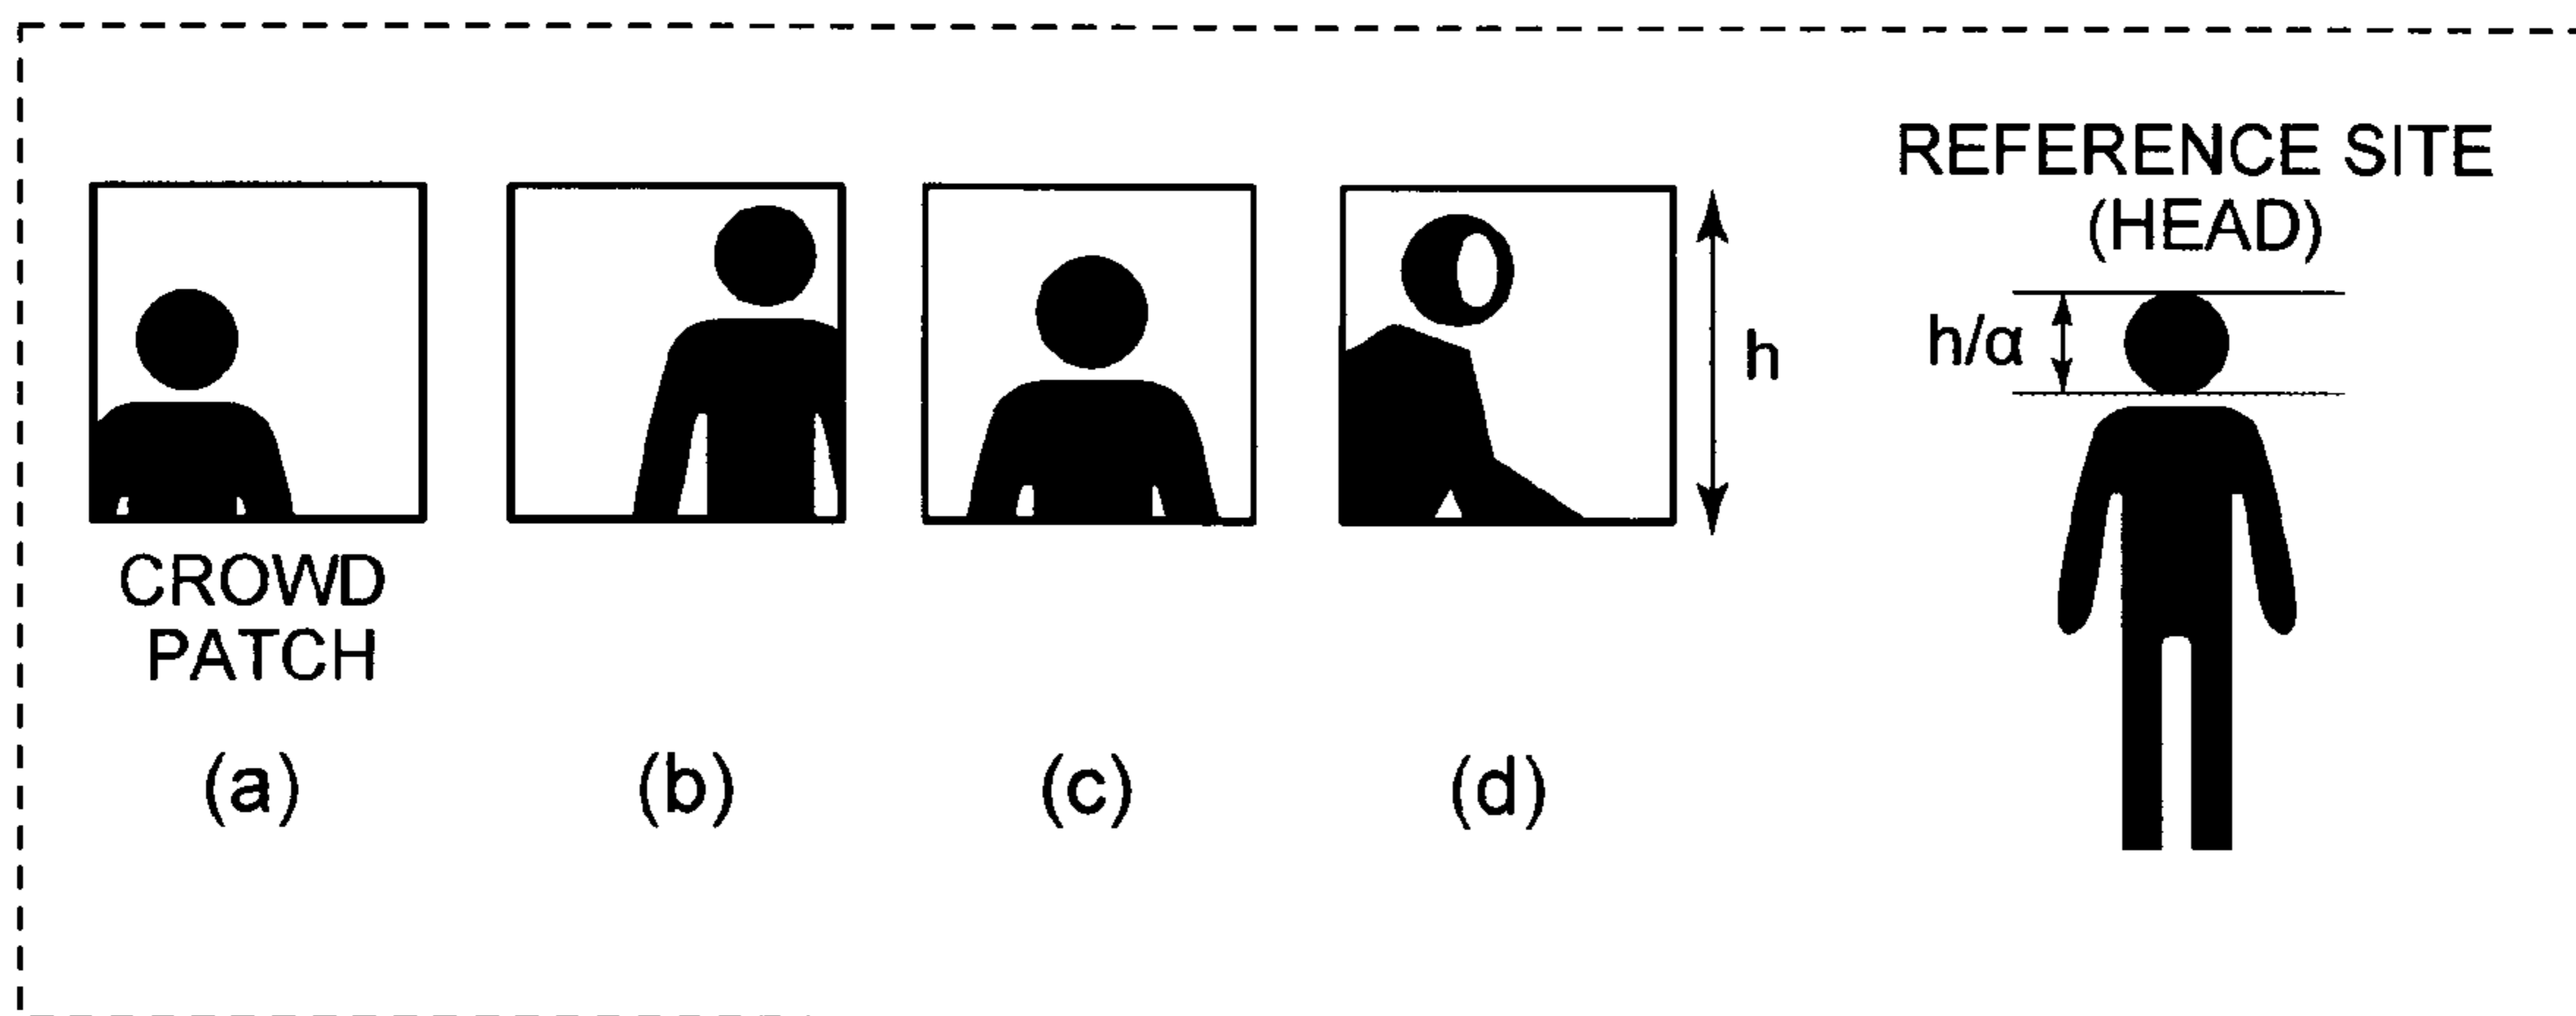 REFERENCE SITE
(HEAD)
h/α
h
CROWD
PATCH
(a)
(b)
(c)
(d)